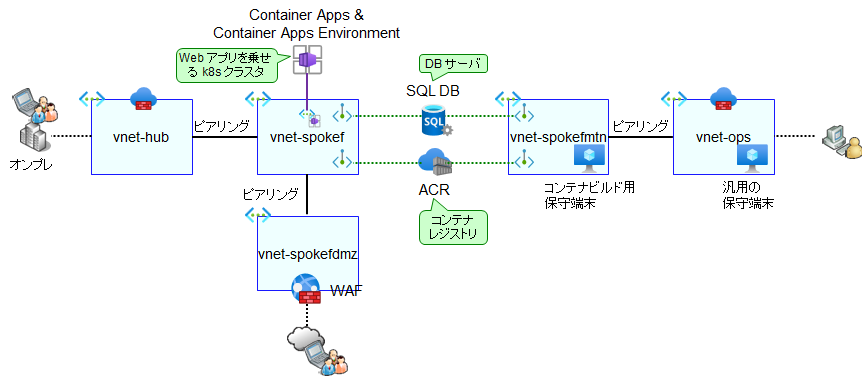 Container Apps &
Container Apps Environment
Web アプリを乗せ
る k8s クラスタ
DB サーバ
SQL DB
SQL
vnet-hub
ピアリング
vnet-spokef
vnet-spokefmtn
ピアリング
vnet-ops
オンプレ
ACR
コンテナビルド用
保守端末
汎用の
保守端末
ピアリング
コンテナ
レジストリ
vnet-spokefdmz
WAF